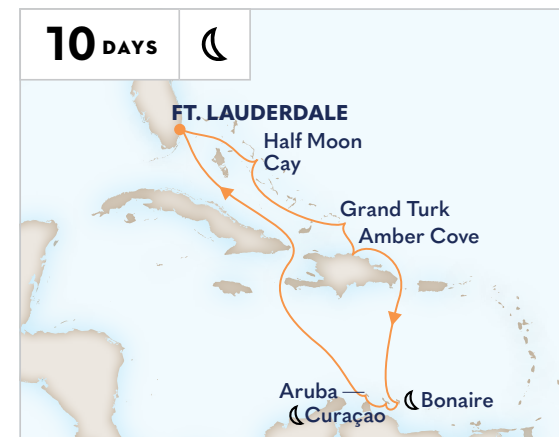 10 DAYS
FT. LAUDERDALE
Half Moon
Cay
Grand Turk
Amber Cove
Aruba
Curaçao
Bonaire